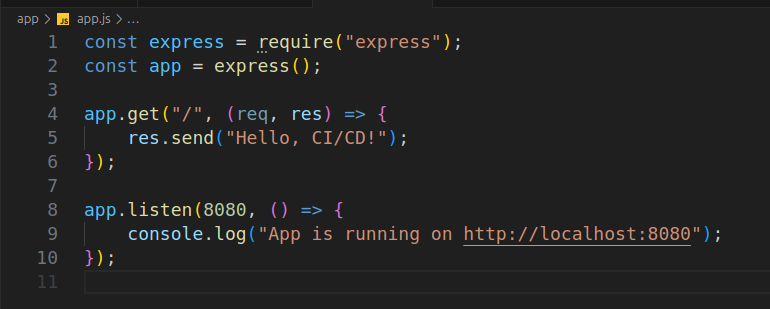 app > JS app.js > ...
1 const express = require("express");
2 const app = express();
3
4 app.get("/", (req, res) => {
5     res.send("Hello, CI/CD!");
6 });
7
8 app.listen(8080, () => {
9     console.log("App is running on http://localhost:8080");
10 });
11